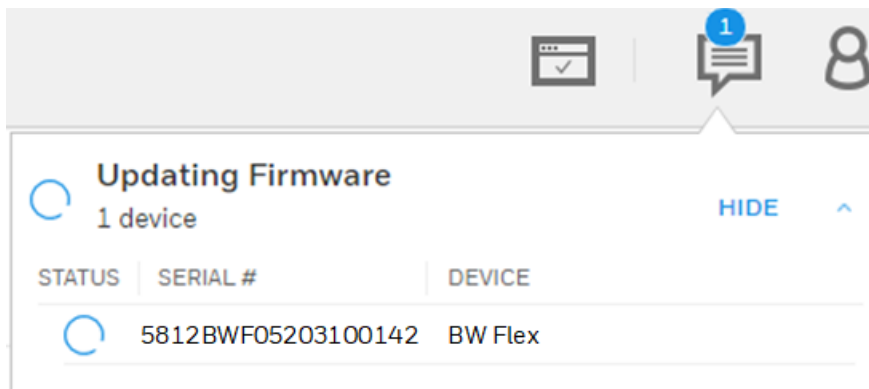 1
Updating Firmware
1 device
HIDE
STATUS SERIAL # DEVICE
5812BWF05203100142 BW Flex